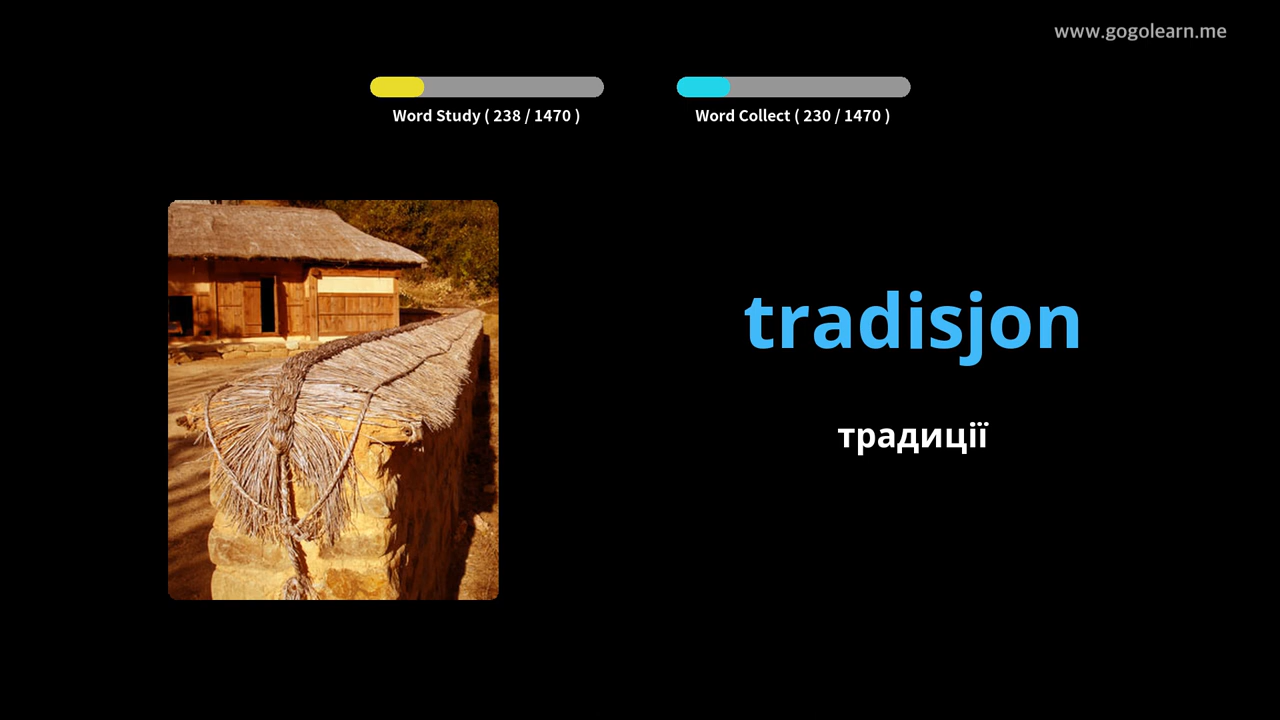 www.gogolearn.me
Word Study ( 238 / 1470 )
Word Collect ( 230 / 1470 )
tradisjon
традиції